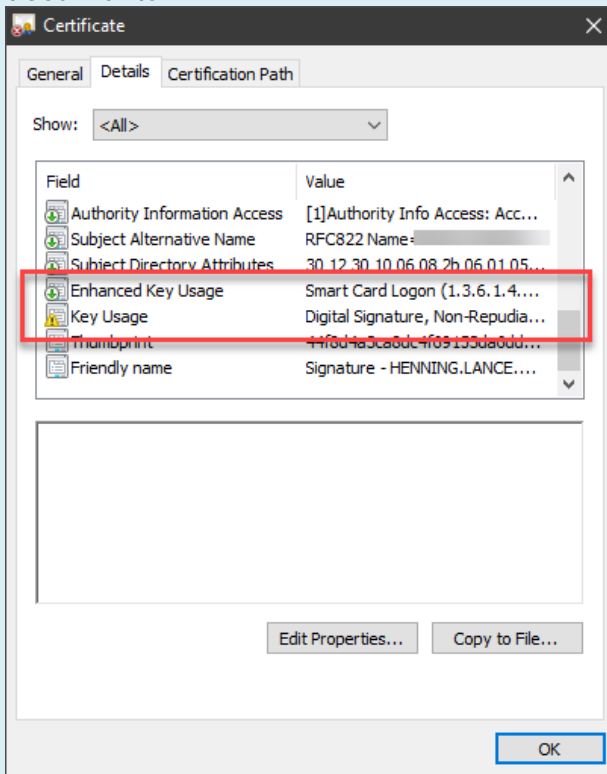 Certificate
General Details Certification Path
Show: <All>
Field Value
Authority Information Access [1]Authority Info Access: Acc...
Subject Alternative Name RFC822 Name=
Subject Directory Attributes 30 12 30 10 06 08 2b 06 01 05...
Enhanced Key Usage Smart Card Logon (1.3.6.1.4....
Key Usage Digital Signature, Non-Repudia...
Thumbprint
Friendly name Signature - HENNING.LANCE....
Edit Properties... Copy to File...
OK